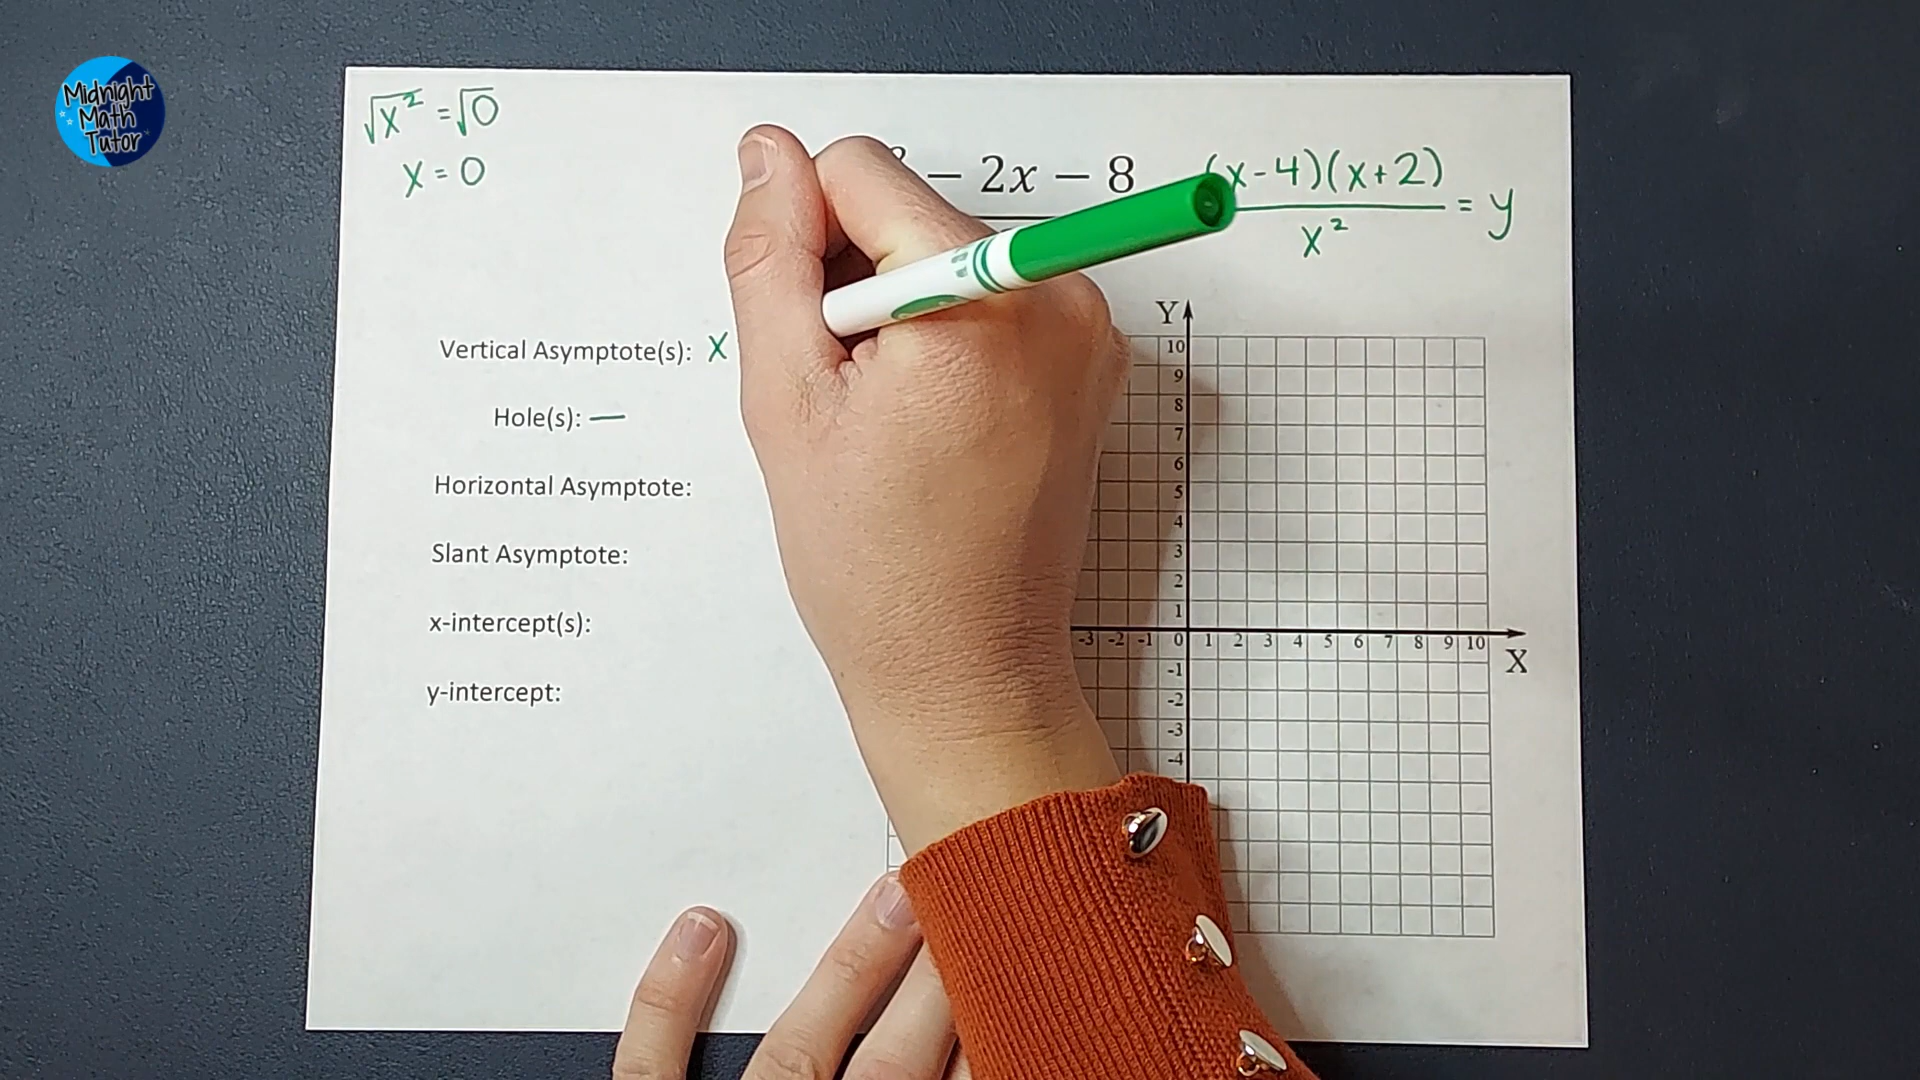 Midnight
Math
Tutor
√x² = √0
x = 0
− 2x − 8
(x-4)(x+2)
x²
= y
Vertical Asymptote(s): X
Hole(s): —
Horizontal Asymptote:
Slant Asymptote:
x-intercept(s):
y-intercept:
Y
10
9
8
7
6
5
4
3
2
1
-3 -2 -1 0 1 2 3 4 5 6 7 8 9 10
X
-1
-2
-3
-4